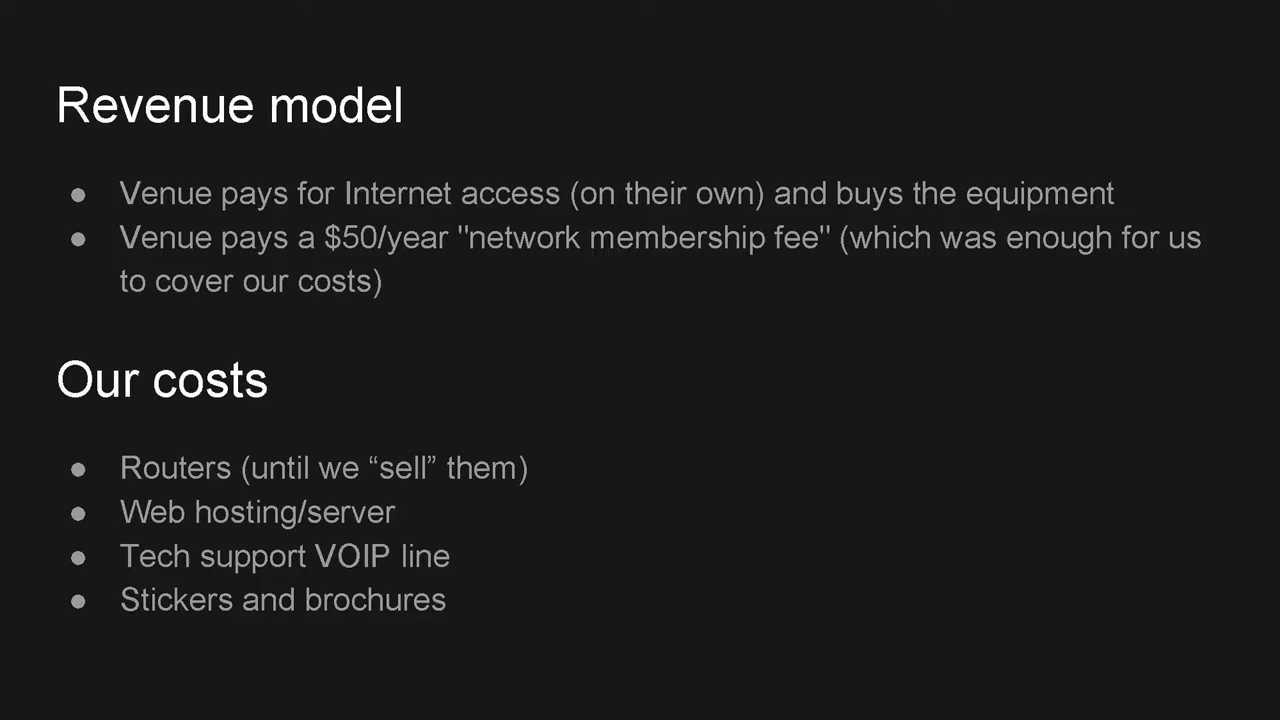 Revenue model
● Venue pays for Internet access (on their own) and buys the equipment
● Venue pays a $50/year "network membership fee" (which was enough for us
to cover our costs)
Our costs
● Routers (until we “sell” them)
● Web hosting/server
● Tech support VOIP line
● Stickers and brochures